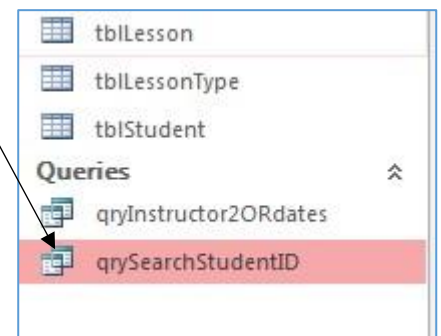 tblLesson
tblLessonType
tblStudent
Queries
qryInstructor2ORdates
qrySearchStudentID